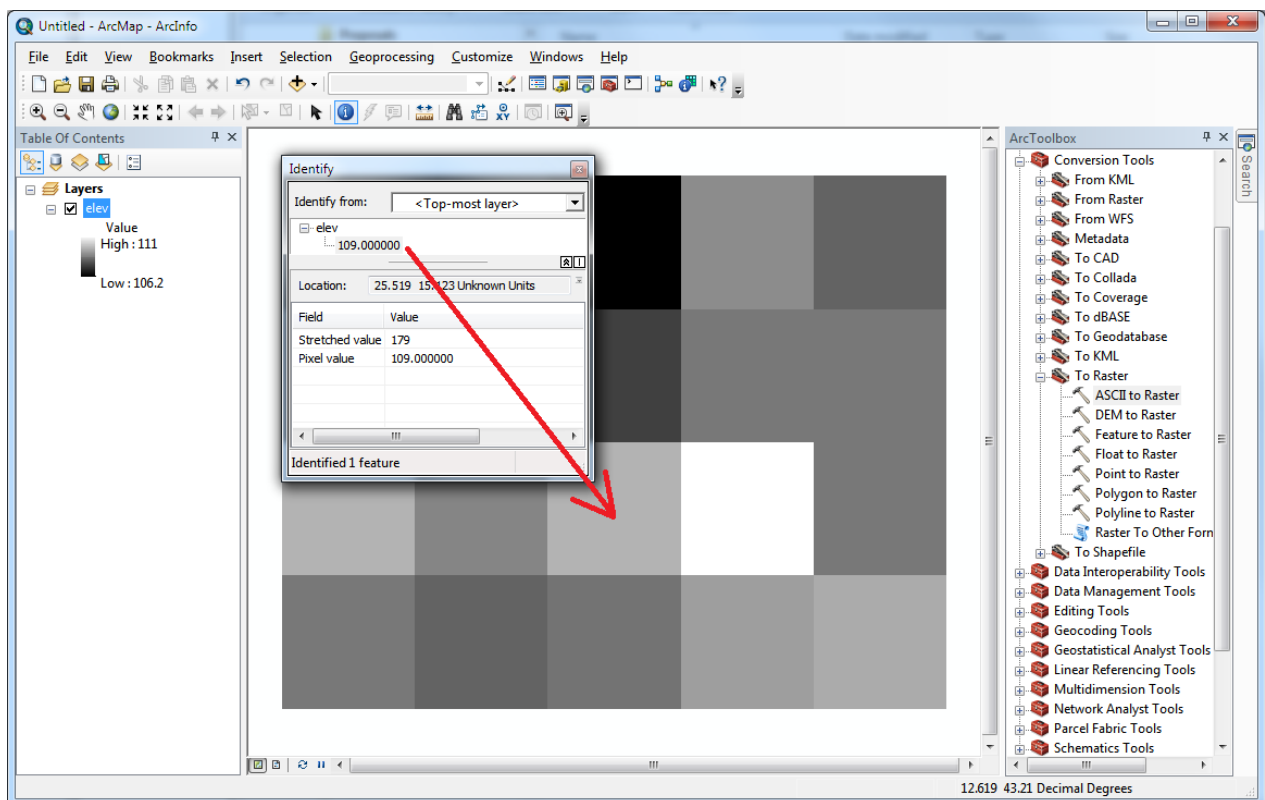 Untitled - ArcMap - ArcInfo
File Edit View Bookmarks Insert Selection Geoprocessing Customize Windows Help
Table Of Contents
Layers
elev
Value
High : 111
Low : 106.2
Identify
Identify from: <Top-most layer>
elev
109.000000
Location: 25.519 15.123 Unknown Units
Field Value
Stretched value 179
Pixel value 109.000000
Identified 1 feature
ArcToolbox
Conversion Tools
From KML
From Raster
From WFS
Metadata
To CAD
To Collada
To Coverage
To dBASE
To Geodatabase
To KML
To Raster
ASCII to Raster
DEM to Raster
Feature to Raster
Float to Raster
Point to Raster
Polygon to Raster
Polyline to Raster
Raster To Other Forn
To Shapefile
Data Interoperability Tools
Data Management Tools
Editing Tools
Geocoding Tools
Geostatistical Analyst Tools
Linear Referencing Tools
Multidimension Tools
Network Analyst Tools
Parcel Fabric Tools
Schematics Tools
Search
12.619 43.21 Decimal Degrees